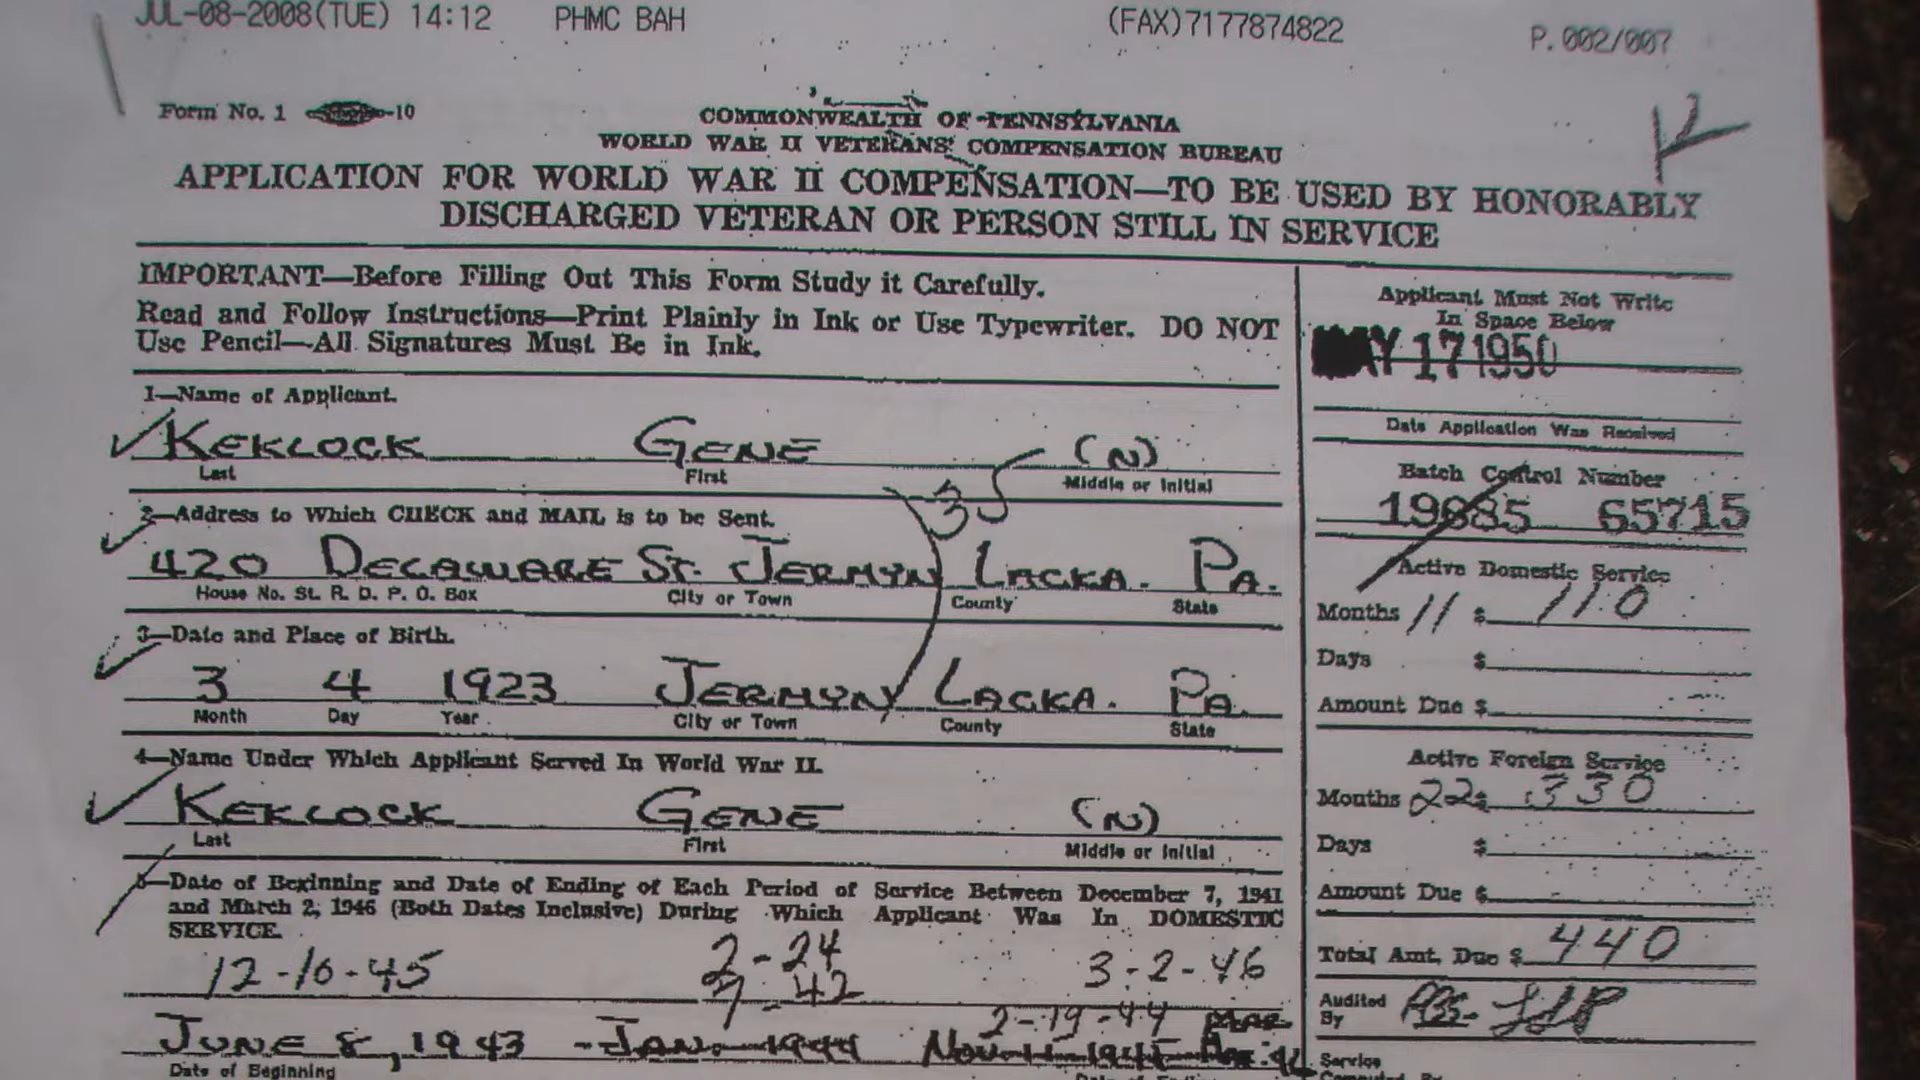 JUL-08-2008(TUE) 14:12 PHMC BAH (FAX)7177874822 P.002/007
Form No. 1 -10
COMMONWEALTH OF PENNSYLVANIA
WORLD WAR II VETERANS' COMPENSATION BUREAU
APPLICATION FOR WORLD WAR II COMPENSATION—TO BE USED BY HONORABLY
DISCHARGED VETERAN OR PERSON STILL IN SERVICE
IMPORTANT—Before Filling Out This Form Study it Carefully.
Read and Follow Instructions—Print Plainly in Ink or Use Typewriter. DO NOT
Use Pencil—All Signatures Must Be in Ink.
1—Name of Applicant.
KEKLOCK GENE (N)
Last First Middle or Initial
35
2—Address to Which CHECK and MAIL is to be Sent.
420 DELAWARE ST. JERMYN LACKA. PA.
House No. St. R. D. P. O. Box City or Town County State
3—Date and Place of Birth.
3 4 1923 JERMYN LACKA. PA.
Month Day Year City or Town County State
4—Name Under Which Applicant Served In World War II.
KEKLOCK GENE (N)
Last First Middle or Initial
5—Date of Beginning and Date of Ending of Each Period of Service Between December 7, 1941
and March 2, 1946 (Both Dates Inclusive) During Which Applicant Was In DOMESTIC
SERVICE.
12-10-45 2-24 3-2-46
7-42
2-19-44
JUNE 8, 1943 - JAN. 1944
Date of Beginning
Applicant Must Not Write
In Space Below
MAY 17 1950
Date Application Was Received
Batch Control Number
19685 65715
Active Domestic Service
Months 11 $ 110
Days $
Amount Due $
Active Foreign Service
Months 22 $ 330
Days $
Amount Due $
Total Amt. Due $ 440
Audited
By
Service